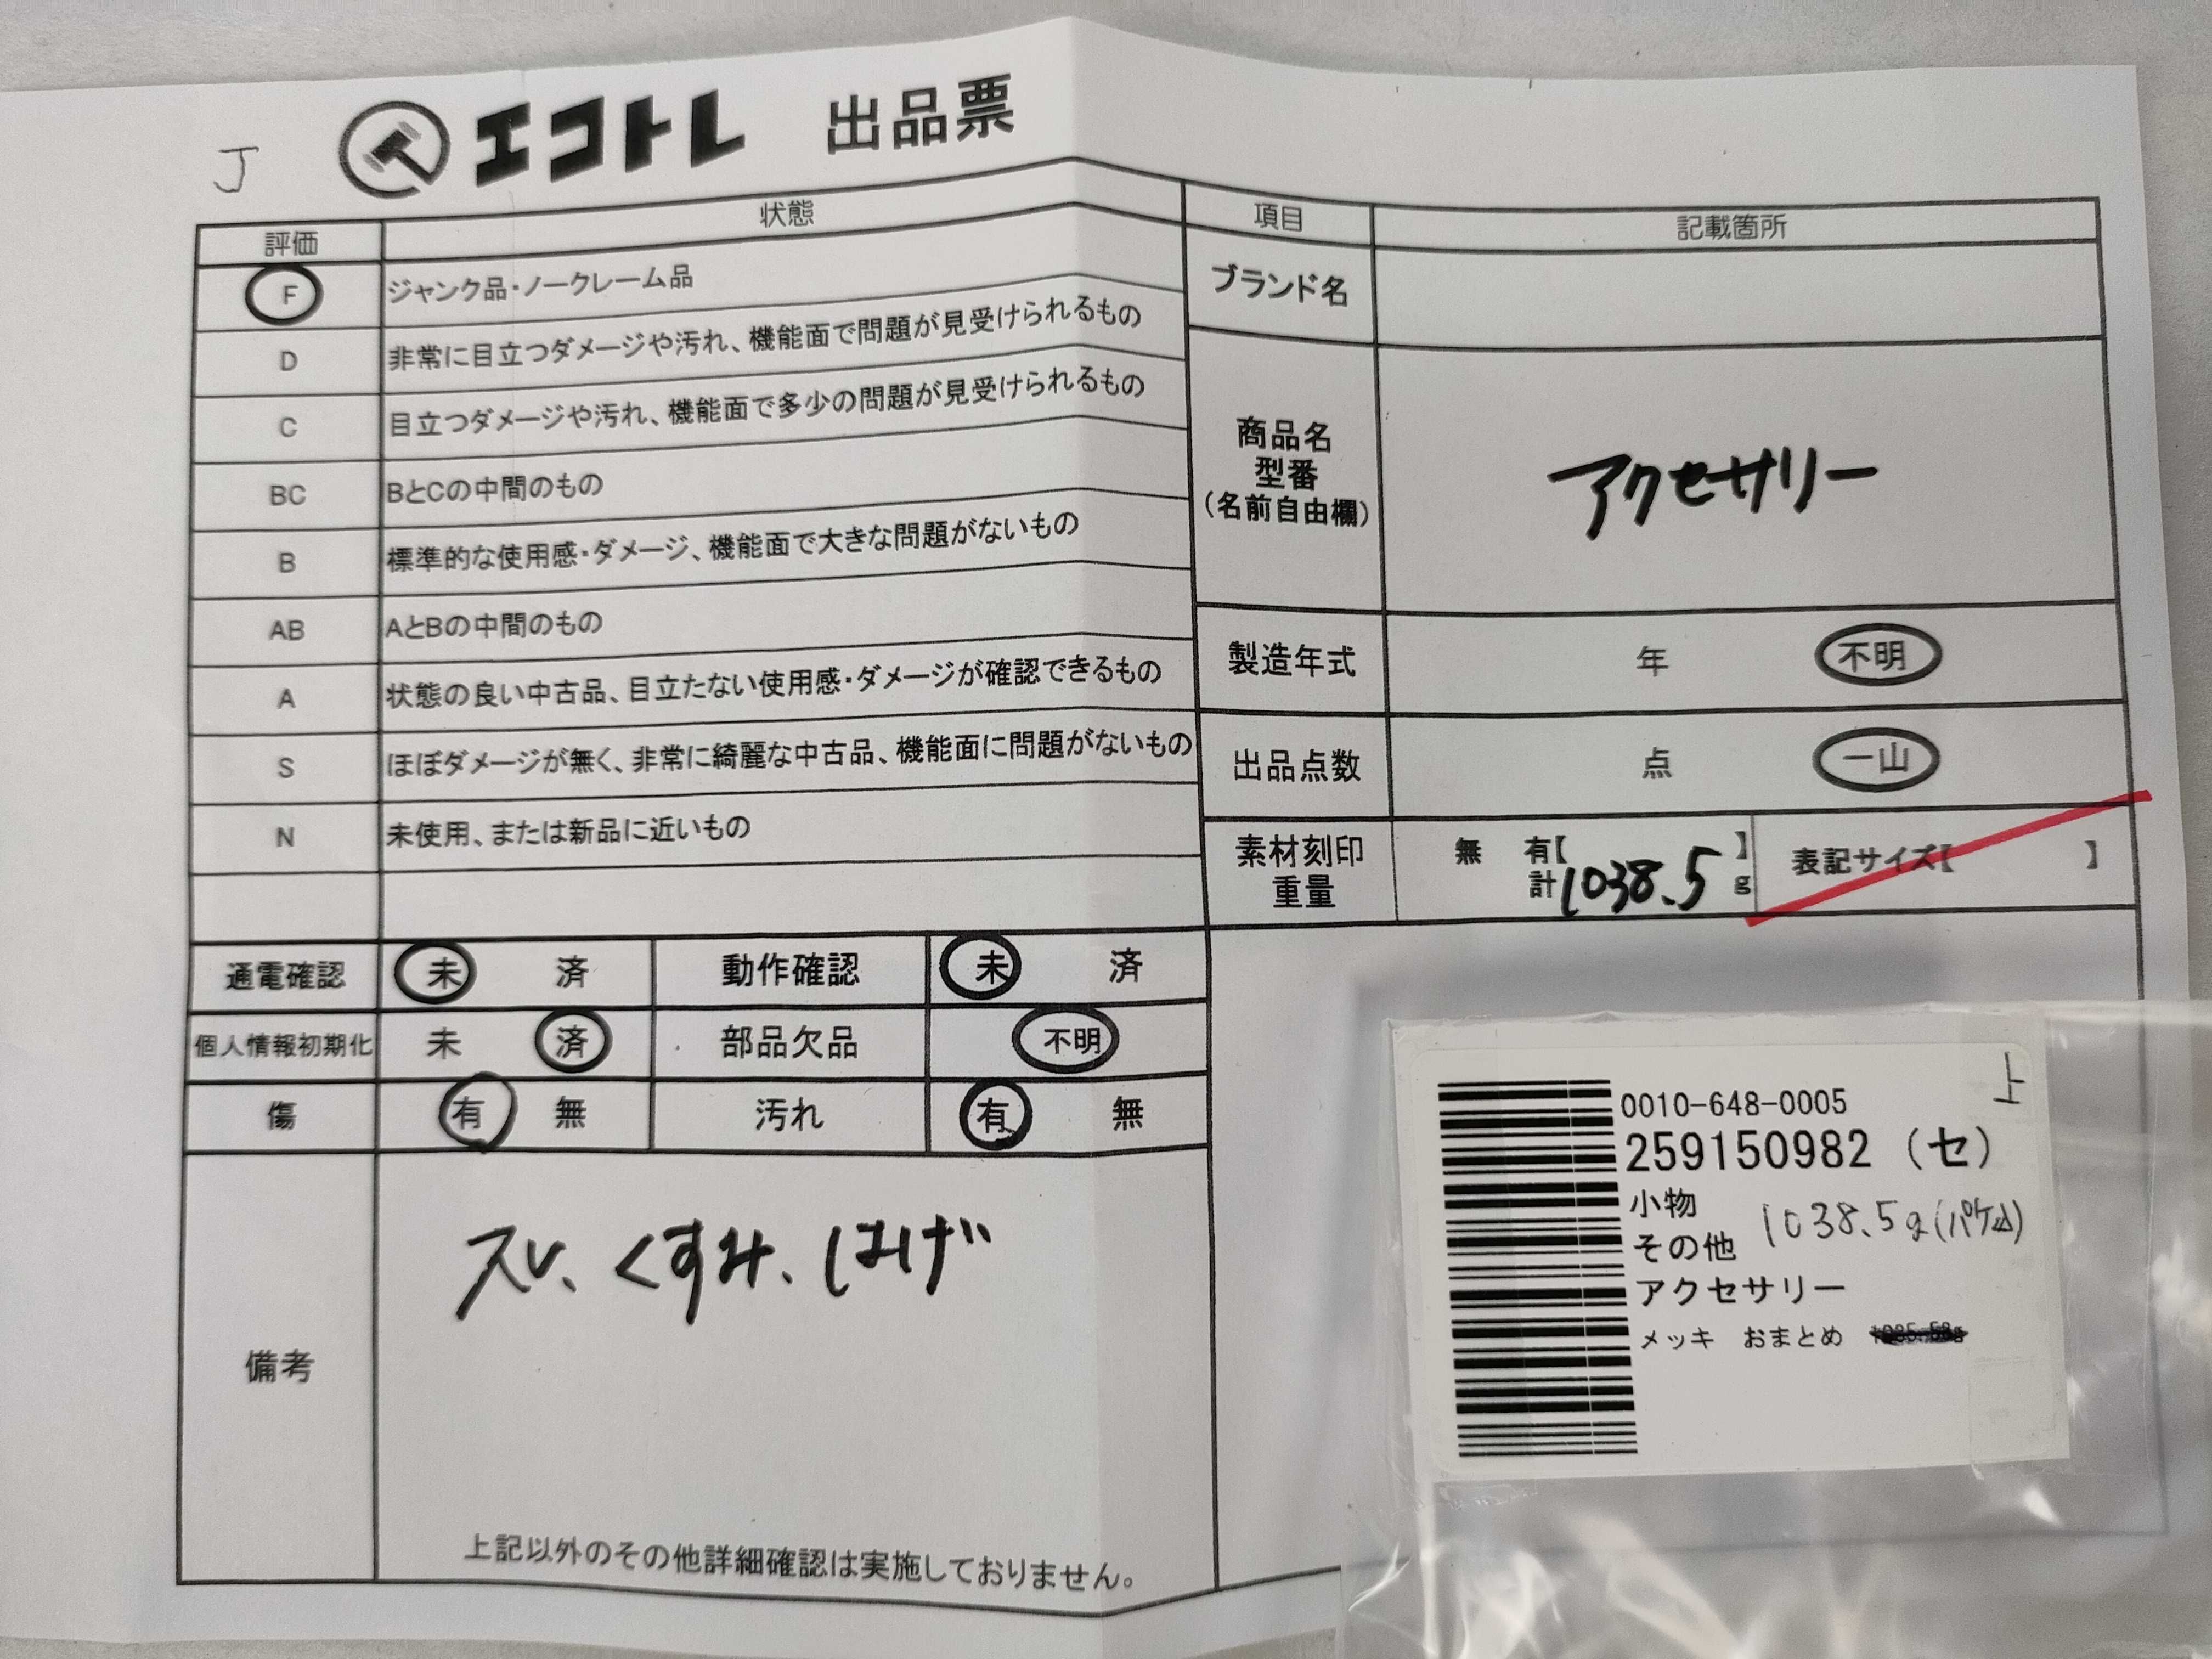 J
エコトレ 出品票
評価 状態
F ジャンク品・ノークレーム品
D 非常に目立つダメージや汚れ、機能面で問題が見受けられるもの
C 目立つダメージや汚れ、機能面で多少の問題が見受けられるもの
BC BとCの中間のもの
B 標準的な使用感・ダメージ、機能面で大きな問題がないもの
AB AとBの中間のもの
A 状態の良い中古品、目立たない使用感・ダメージが確認できるもの
S ほぼダメージが無く、非常に綺麗な中古品、機能面に問題がないもの
N 未使用、または新品に近いもの
通電確認 未 済 動作確認 未 済
個人情報初期化 未 済 部品欠品 不明
傷 有 無 汚れ 有 無
備考
スレ、くすみ、はげ
上記以外のその他詳細確認は実施しておりません。
項目 記載箇所
ブランド名
商品名
型番
(名前自由欄)
アクセサリー
製造年式 年 不明
出品点数 点 一山
素材刻印 無 有【 】 表記サイズ【 】
重量 計1038.5g
上
0010-648-0005
259150982 (セ)
小物
その他 1038.5g(パケ込)
アクセサリー
メッキ おまとめ